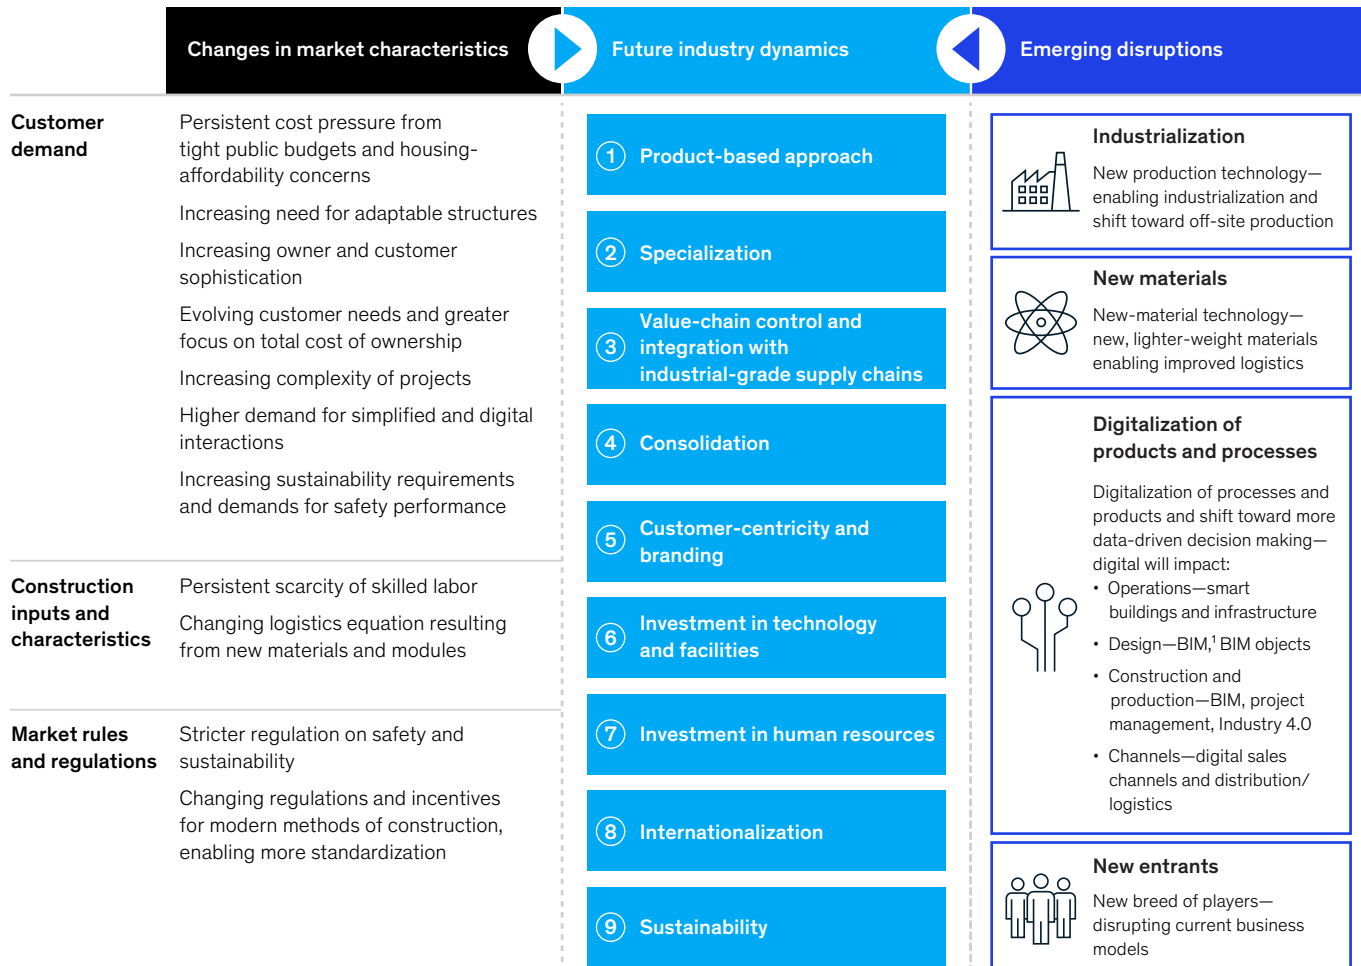 Changes in market characteristics
Future industry dynamics
Emerging disruptions
Customer
demand
Persistent cost pressure from
tight public budgets and housing-
affordability concerns
Increasing need for adaptable structures
Increasing owner and customer
sophistication
Evolving customer needs and greater
focus on total cost of ownership
Increasing complexity of projects
Higher demand for simplified and digital
interactions
Increasing sustainability requirements
and demands for safety performance
Construction
inputs and
characteristics
Persistent scarcity of skilled labor
Changing logistics equation resulting
from new materials and modules
Market rules
and regulations
Stricter regulation on safety and
sustainability
Changing regulations and incentives
for modern methods of construction,
enabling more standardization
1 Product-based approach
2 Specialization
3 Value-chain control and
integration with
industrial-grade supply chains
4 Consolidation
5 Customer-centricity and
branding
6 Investment in technology
and facilities
7 Investment in human resources
8 Internationalization
9 Sustainability
Industrialization
New production technology—
enabling industrialization and
shift toward off-site production
New materials
New-material technology—
new, lighter-weight materials
enabling improved logistics
Digitalization of
products and processes
Digitalization of processes and
products and shift toward more
data-driven decision making—
digital will impact:
• Operations—smart
buildings and infrastructure
• Design—BIM,¹ BIM objects
• Construction and
production—BIM, project
management, Industry 4.0
• Channels—digital sales
channels and distribution/
logistics
New entrants
New breed of players—
disrupting current business
models